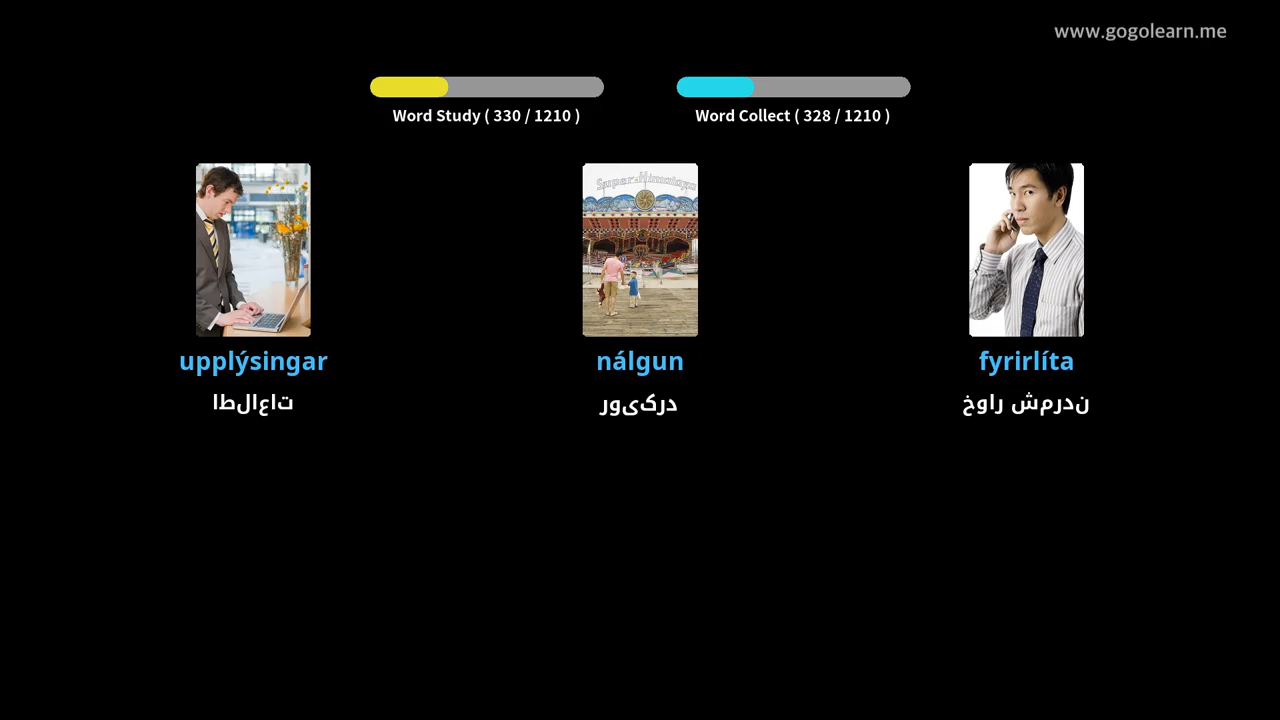 www.gogolearn.me
Word Study ( 330 / 1210 )
Word Collect ( 328 / 1210 )
upplýsingar
nálgun
fyrirlíta
تاعالطا
درکیور
ندرمش راوخ